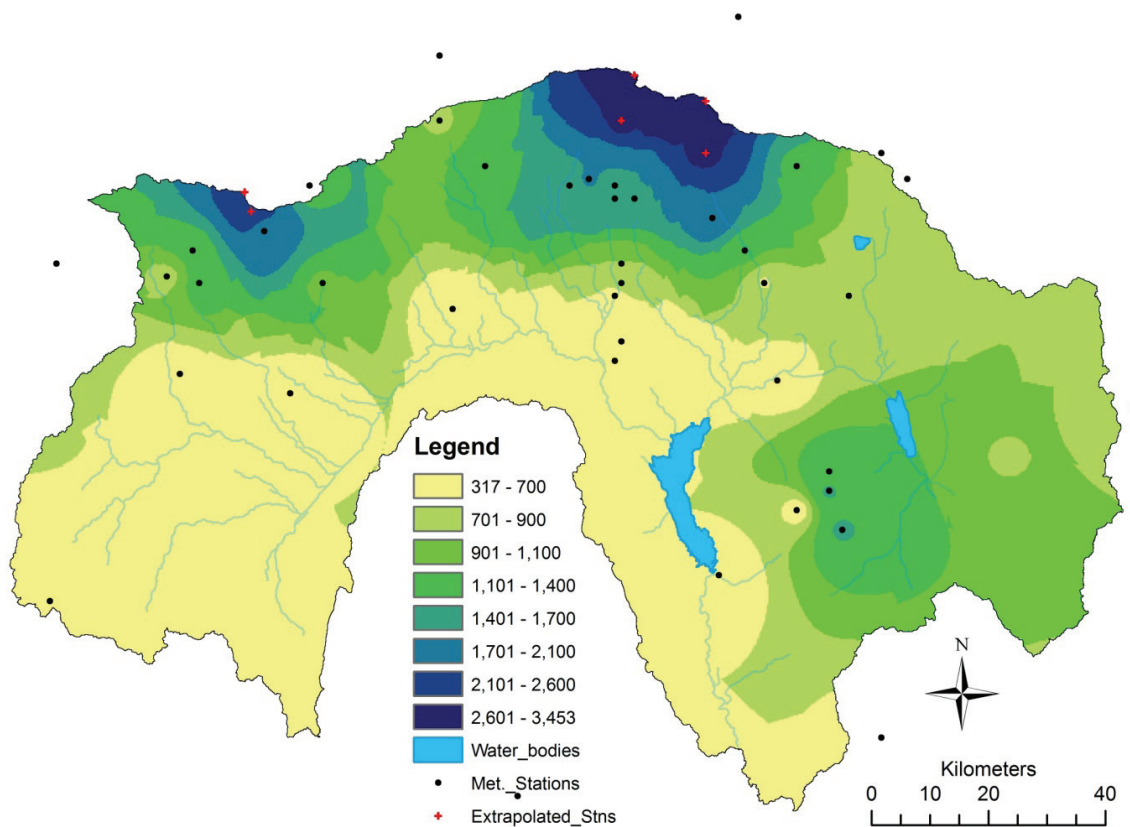 Legend
317 - 700
701 - 900
901 - 1,100
1,101 - 1,400
1,401 - 1,700
1,701 - 2,100
2,101 - 2,600
2,601 - 3,453
Water_bodies
Met._Stations
Extrapolated_Stns
N
Kilometers
0 10 20 40